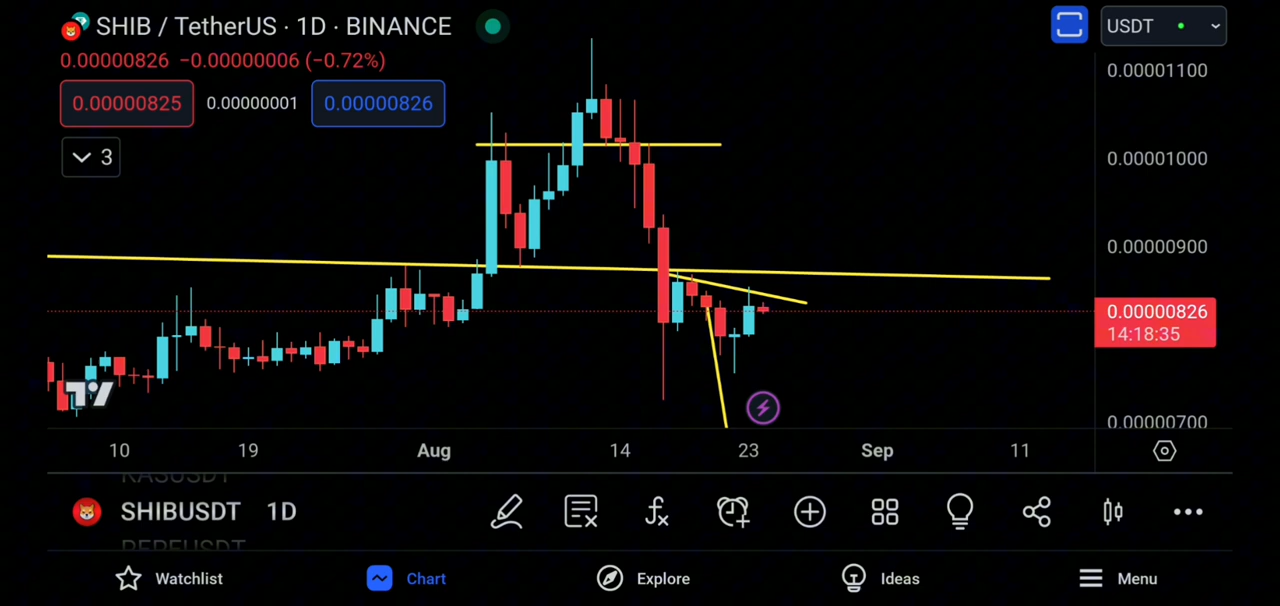 SHIB / TetherUS · 1D · BINANCE
USDT
0.00000826 −0.00000006 (−0.72%)
0.00000825 0.00000001 0.00000826
3
0.00001100
0.00001000
0.00000900
0.00000826
14:18:35
0.00000700
10 19 Aug 14 23 Sep 11
KASUSDT
SHIBUSDT 1D
PEPEUSDT
Watchlist Chart Explore Ideas Menu